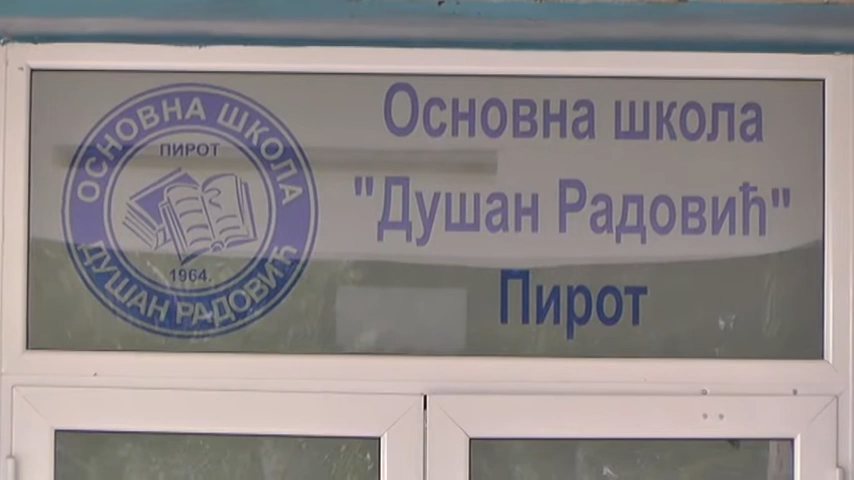 ОСНОВНА ШКОЛА
ПИРОТ
1964.
ДУШАН РАДОВИЋ
Основна школа
"Душан Радовић"
Пирот